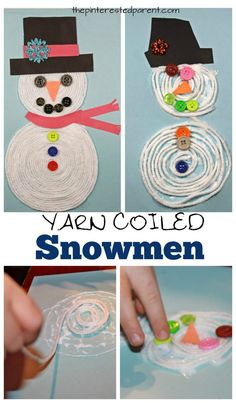 thepinterestedparent.com
YARN COILED
Snowmen